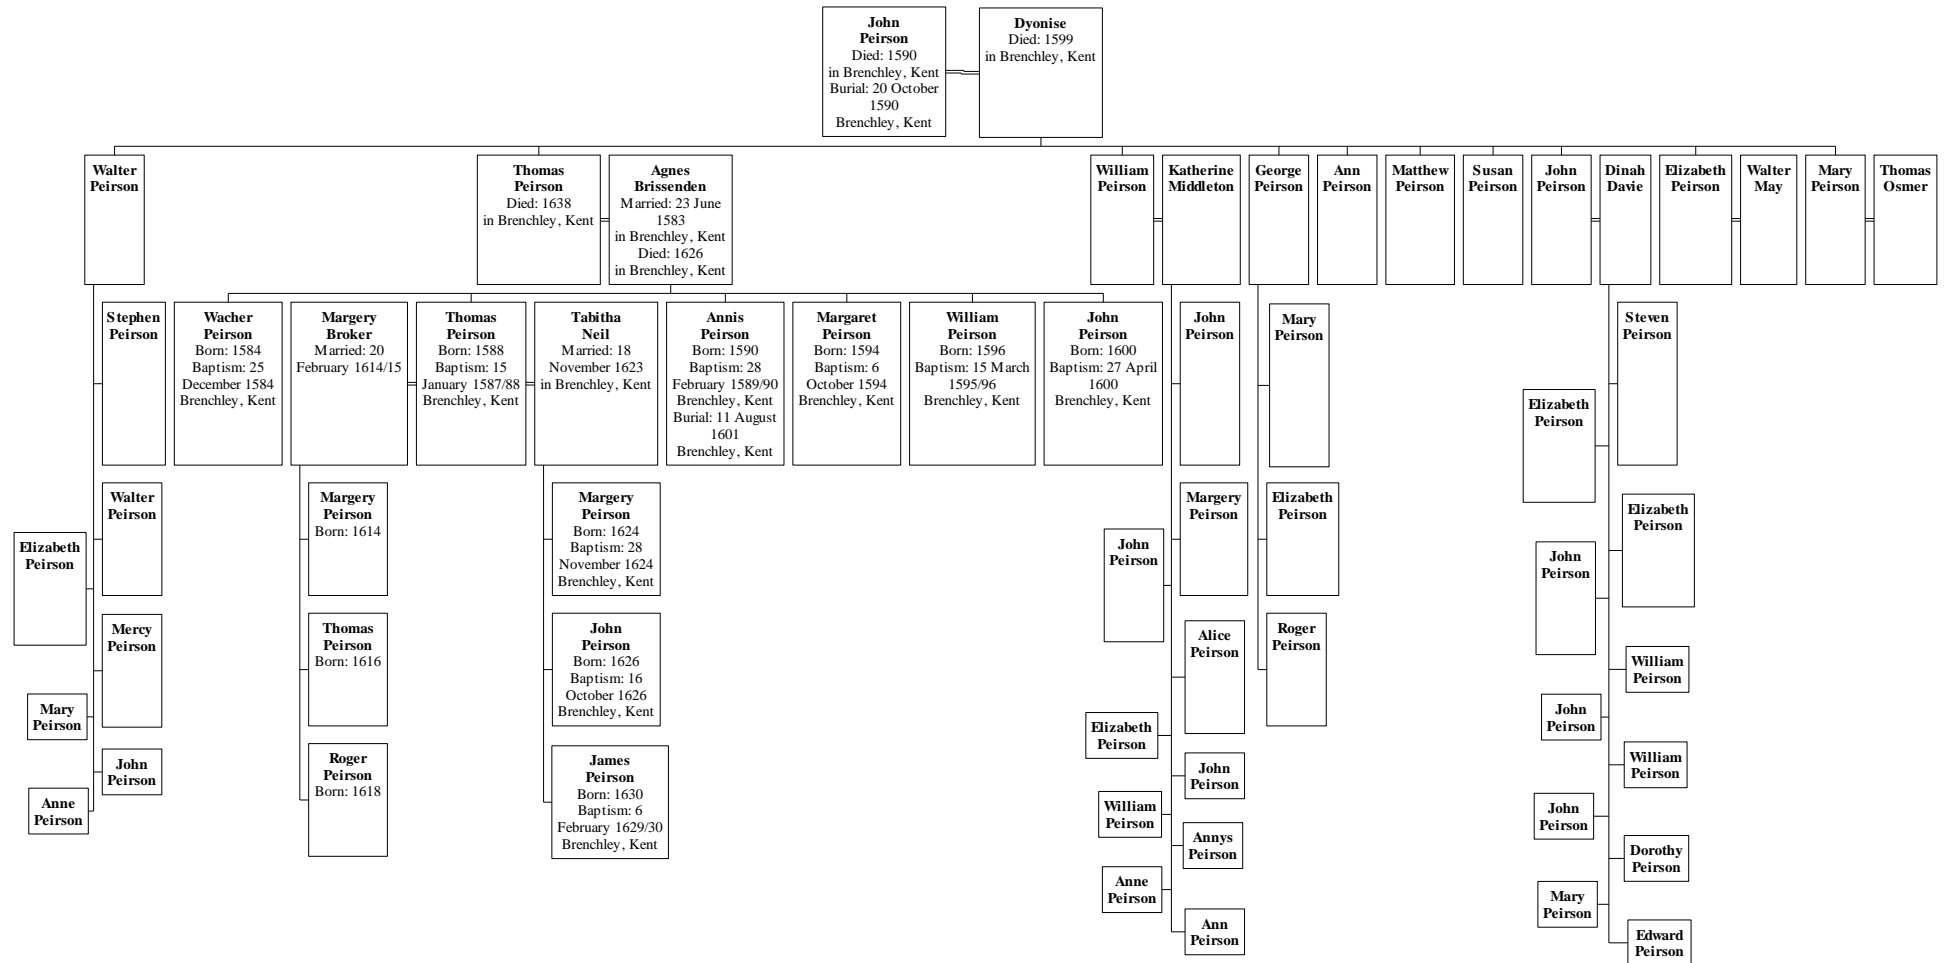 John
Peirson
Died: 1590
in Brenchley, Kent
Burial: 20 October
1590
Brenchley, Kent
Dyonise
Died: 1599
in Brenchley, Kent
Walter
Peirson
Thomas
Peirson
Died: 1638
in Brenchley, Kent
Agnes
Brissenden
Married: 23 June
1583
in Brenchley, Kent
Died: 1626
in Brenchley, Kent
William
Peirson
Katherine
Middleton
George
Peirson
Ann
Peirson
Matthew
Peirson
Susan
Peirson
John
Peirson
Dinah
Davie
Elizabeth
Peirson
Walter
May
Mary
Peirson
Thomas
Osmer
Stephen
Peirson
Wacher
Peirson
Born: 1584
Baptism: 25
December 1584
Brenchley, Kent
Margery
Broker
Married: 20
February 1614/15
Thomas
Peirson
Born: 1588
Baptism: 15
January 1587/88
Brenchley, Kent
Tabitha
Neil
Married: 18
November 1623
in Brenchley, Kent
Annis
Peirson
Born: 1590
Baptism: 28
February 1589/90
Brenchley, Kent
Burial: 11 August
1601
Brenchley, Kent
Margaret
Peirson
Born: 1594
Baptism: 6
October 1594
Brenchley, Kent
William
Peirson
Born: 1596
Baptism: 15 March
1595/96
Brenchley, Kent
John
Peirson
Born: 1600
Baptism: 27 April
1600
Brenchley, Kent
John
Peirson
Mary
Peirson
Steven
Peirson
Elizabeth
Peirson
Walter
Peirson
Elizabeth
Peirson
Mercy
Peirson
Mary
Peirson
John
Peirson
Anne
Peirson
Margery
Peirson
Born: 1614
Thomas
Peirson
Born: 1616
Roger
Peirson
Born: 1618
Margery
Peirson
Born: 1624
Baptism: 28
November 1624
Brenchley, Kent
John
Peirson
Born: 1626
Baptism: 16
October 1626
Brenchley, Kent
James
Peirson
Born: 1630
Baptism: 6
February 1629/30
Brenchley, Kent
Margery
Peirson
John
Peirson
Alice
Peirson
Elizabeth
Peirson
John
Peirson
William
Peirson
Annys
Peirson
Anne
Peirson
Ann
Peirson
Elizabeth
Peirson
Roger
Peirson
Elizabeth
Peirson
John
Peirson
William
Peirson
John
Peirson
William
Peirson
John
Peirson
Dorothy
Peirson
Mary
Peirson
Edward
Peirson